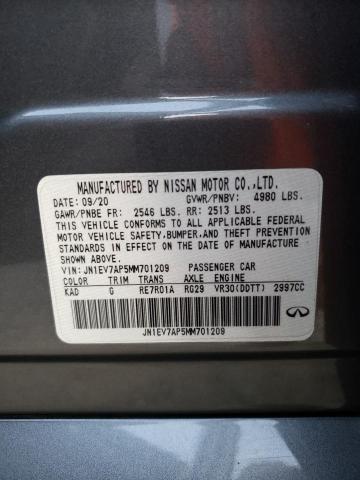 MANUFACTURED BY NISSAN MOTOR CO.,LTD.
DATE: 09/20 GVWR/PNBV: 4980 LBS.
GAWR/PNBE FR: 2546 LBS. RR: 2513 LBS.
THIS VEHICLE CONFORMS TO ALL APPLICABLE FEDERAL
MOTOR VEHICLE SAFETY, BUMPER, AND THEFT PREVENTION
STANDARDS IN EFFECT ON THE DATE OF MANUFACTURE
SHOWN ABOVE.
VIN: JN1EV7AP5MM701209 PASSENGER CAR
COLOR TRIM TRANS AXLE ENGINE
KAD G RE7R01A RG29 VR30(DDTT) 2997CC
JN1EV7AP5MM701209